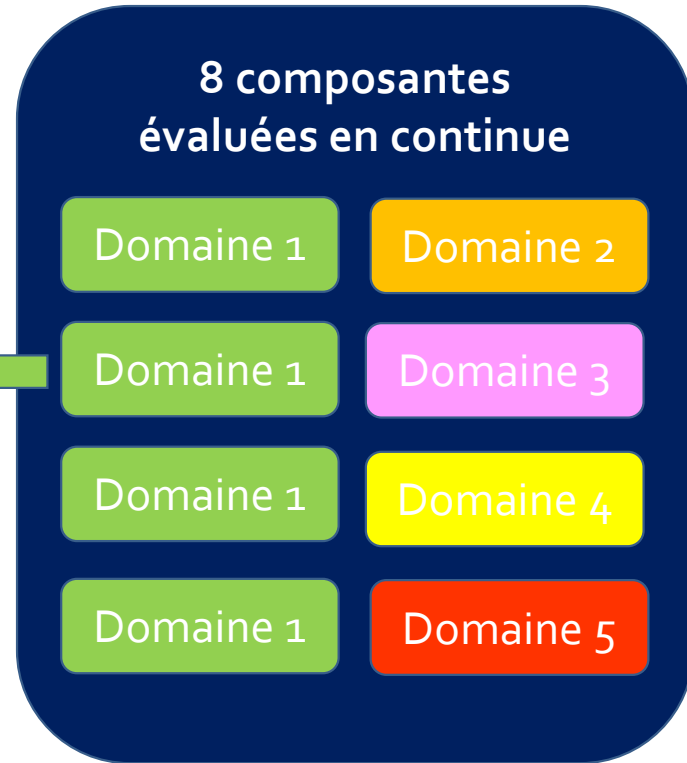 8 composantes
évaluées en continue
Domaine 1
Domaine 2
Domaine 1
Domaine 3
Domaine 1
Domaine 4
Domaine 1
Domaine 5